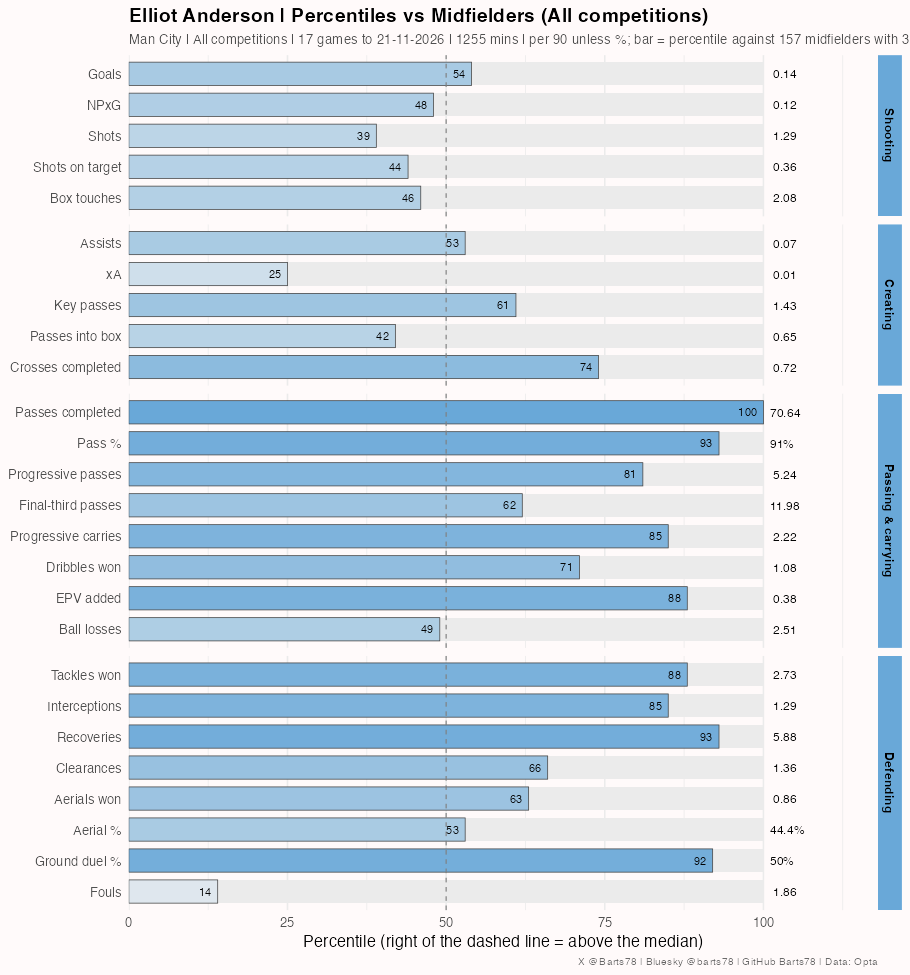 Elliot Anderson | Percentiles vs Midfielders (All competitions)
Man City | All competitions | 17 games to 21-11-2026 | 1255 mins | per 90 unless %; bar = percentile against 157 midfielders with 3
Goals 54 0.14
NPxG 48 0.12
Shots 39 1.29
Shots on target 44 0.36
Box touches 46 2.08
Shooting
Assists 53 0.07
xA 25 0.01
Key passes 61 1.43
Passes into box 42 0.65
Crosses completed 74 0.72
Creating
Passes completed 100 70.64
Pass % 93 91%
Progressive passes 81 5.24
Final-third passes 62 11.98
Progressive carries 85 2.22
Dribbles won 71 1.08
EPV added 88 0.38
Ball losses 49 2.51
Passing & carrying
Tackles won 88 2.73
Interceptions 85 1.29
Recoveries 93 5.88
Clearances 66 1.36
Aerials won 63 0.86
Aerial % 53 44.4%
Ground duel % 92 50%
Fouls 14 1.86
Defending
0 25 50 75 100
Percentile (right of the dashed line = above the median)
X @Barts78 | Bluesky @barts78 | GitHub Barts78 | Data: Opta